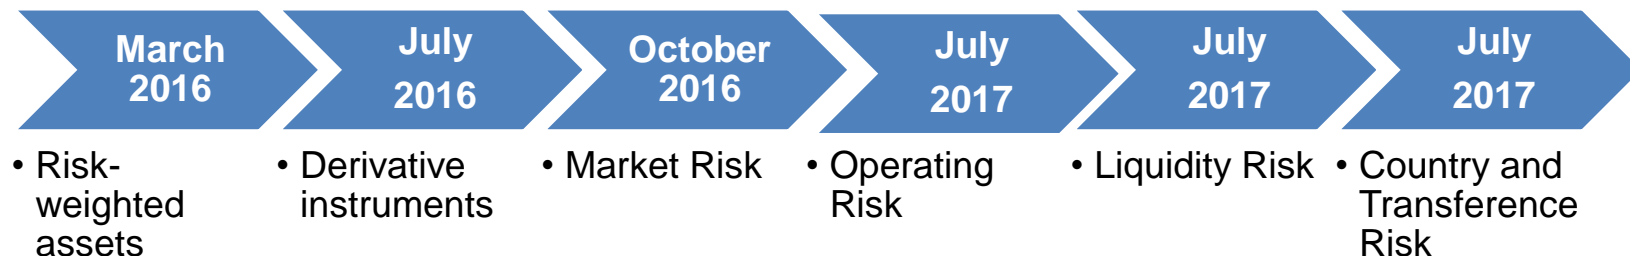 March
2016
July
2016
October
2016
July
2017
July
2017
July
2017
• Risk-
weighted
assets
• Derivative
instruments
• Market Risk
• Operating
Risk
• Liquidity Risk
• Country and
Transference
Risk